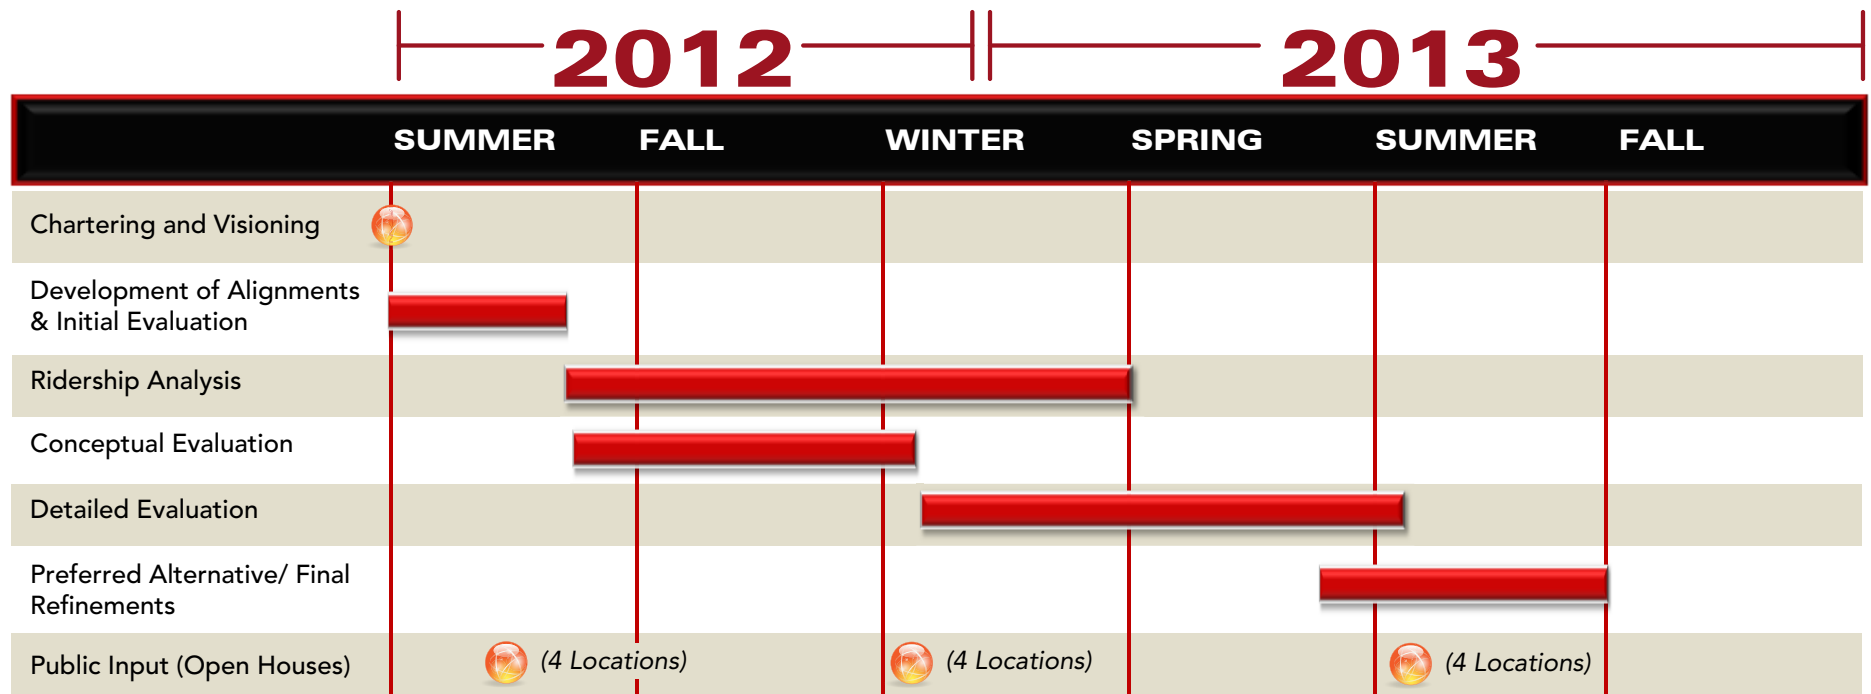 2012 2013
SUMMER FALL WINTER SPRING SUMMER FALL
Chartering and Visioning
Development of Alignments
& Initial Evaluation
Ridership Analysis
Conceptual Evaluation
Detailed Evaluation
Preferred Alternative/ Final
Refinements
Public Input (Open Houses) (4 Locations) (4 Locations) (4 Locations)